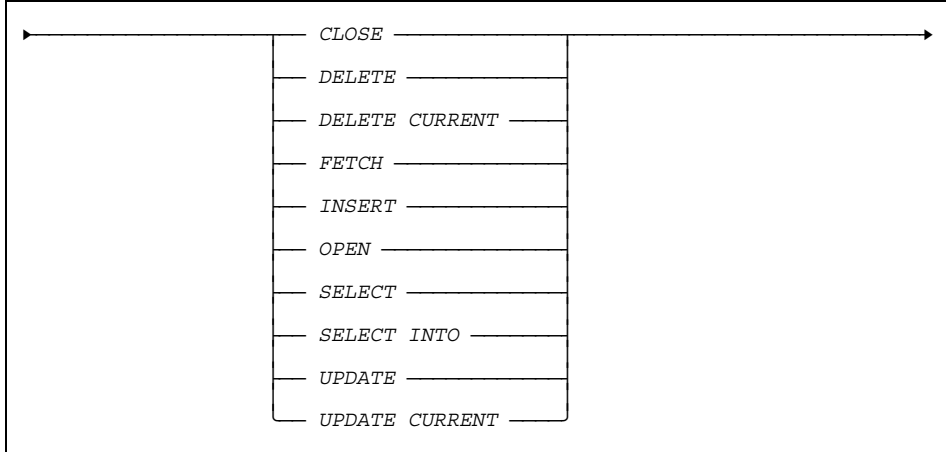 CLOSE
DELETE
DELETE CURRENT
FETCH
INSERT
OPEN
SELECT
SELECT INTO
UPDATE
UPDATE CURRENT